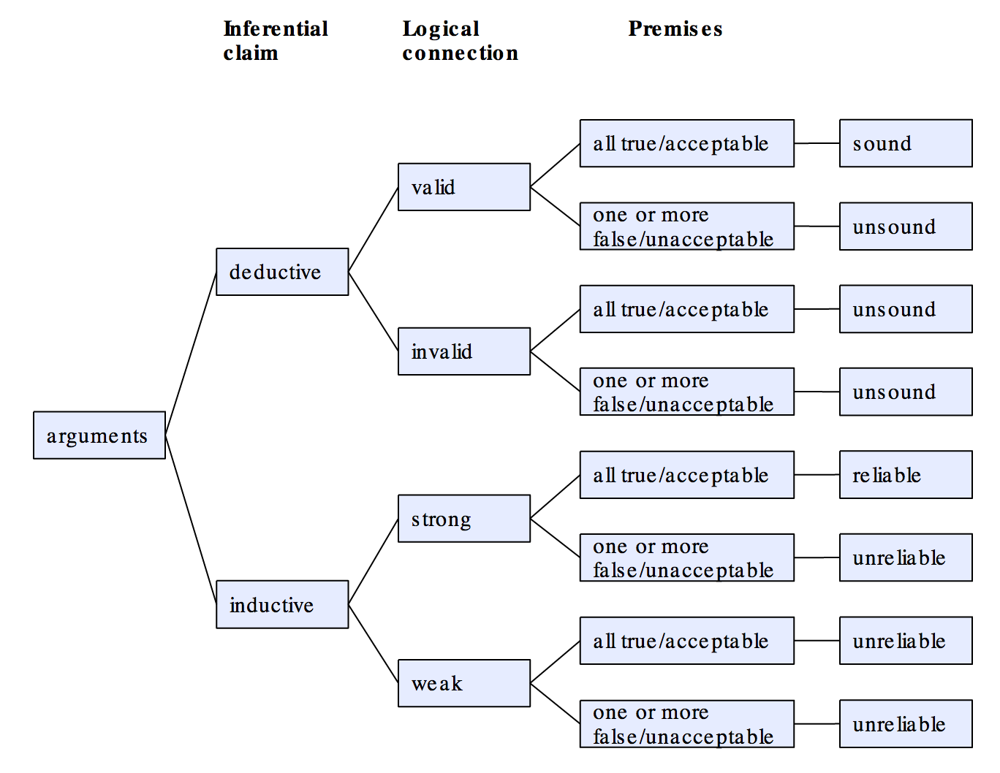 Inferential
claim
Logical
connection
Premises
all true/acceptable
sound
valid
one or more
false/unacceptable
unsound
deductive
all true/acceptable
unsound
invalid
one or more
false/unacceptable
unsound
arguments
all true/acceptable
reliable
strong
one or more
false/unacceptable
unreliable
inductive
all true/acceptable
unreliable
weak
one or more
false/unacceptable
unreliable